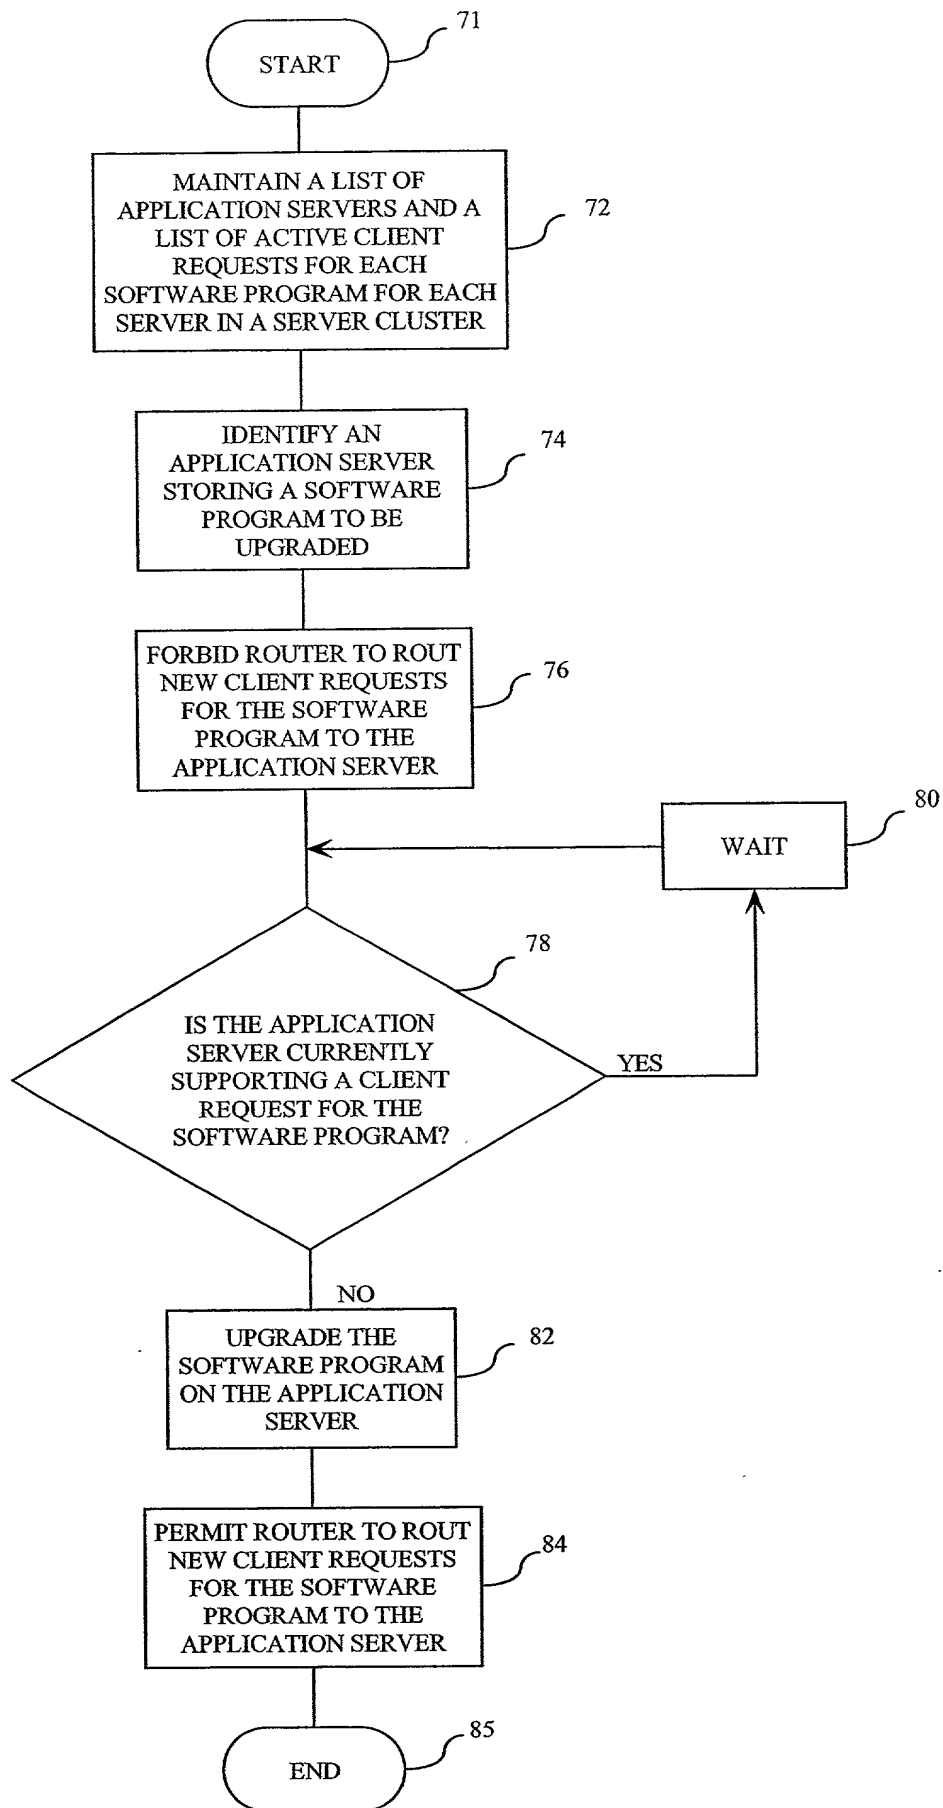 71
START
MAINTAIN A LIST OF
APPLICATION SERVERS AND A
LIST OF ACTIVE CLIENT
REQUESTS FOR EACH
SOFTWARE PROGRAM FOR EACH
SERVER IN A SERVER CLUSTER
72
IDENTIFY AN
APPLICATION SERVER
STORING A SOFTWARE
PROGRAM TO BE
UPGRADED
74
FORBID ROUTER TO ROUT
NEW CLIENT REQUESTS
FOR THE SOFTWARE
PROGRAM TO THE
APPLICATION SERVER
76
80
WAIT
78
IS THE APPLICATION
SERVER CURRENTLY
SUPPORTING A CLIENT
REQUEST FOR THE
SOFTWARE PROGRAM?
YES
NO
UPGRADE THE
SOFTWARE PROGRAM
ON THE APPLICATION
SERVER
82
PERMIT ROUTER TO ROUT
NEW CLIENT REQUESTS
FOR THE SOFTWARE
PROGRAM TO THE
APPLICATION SERVER
84
85
END